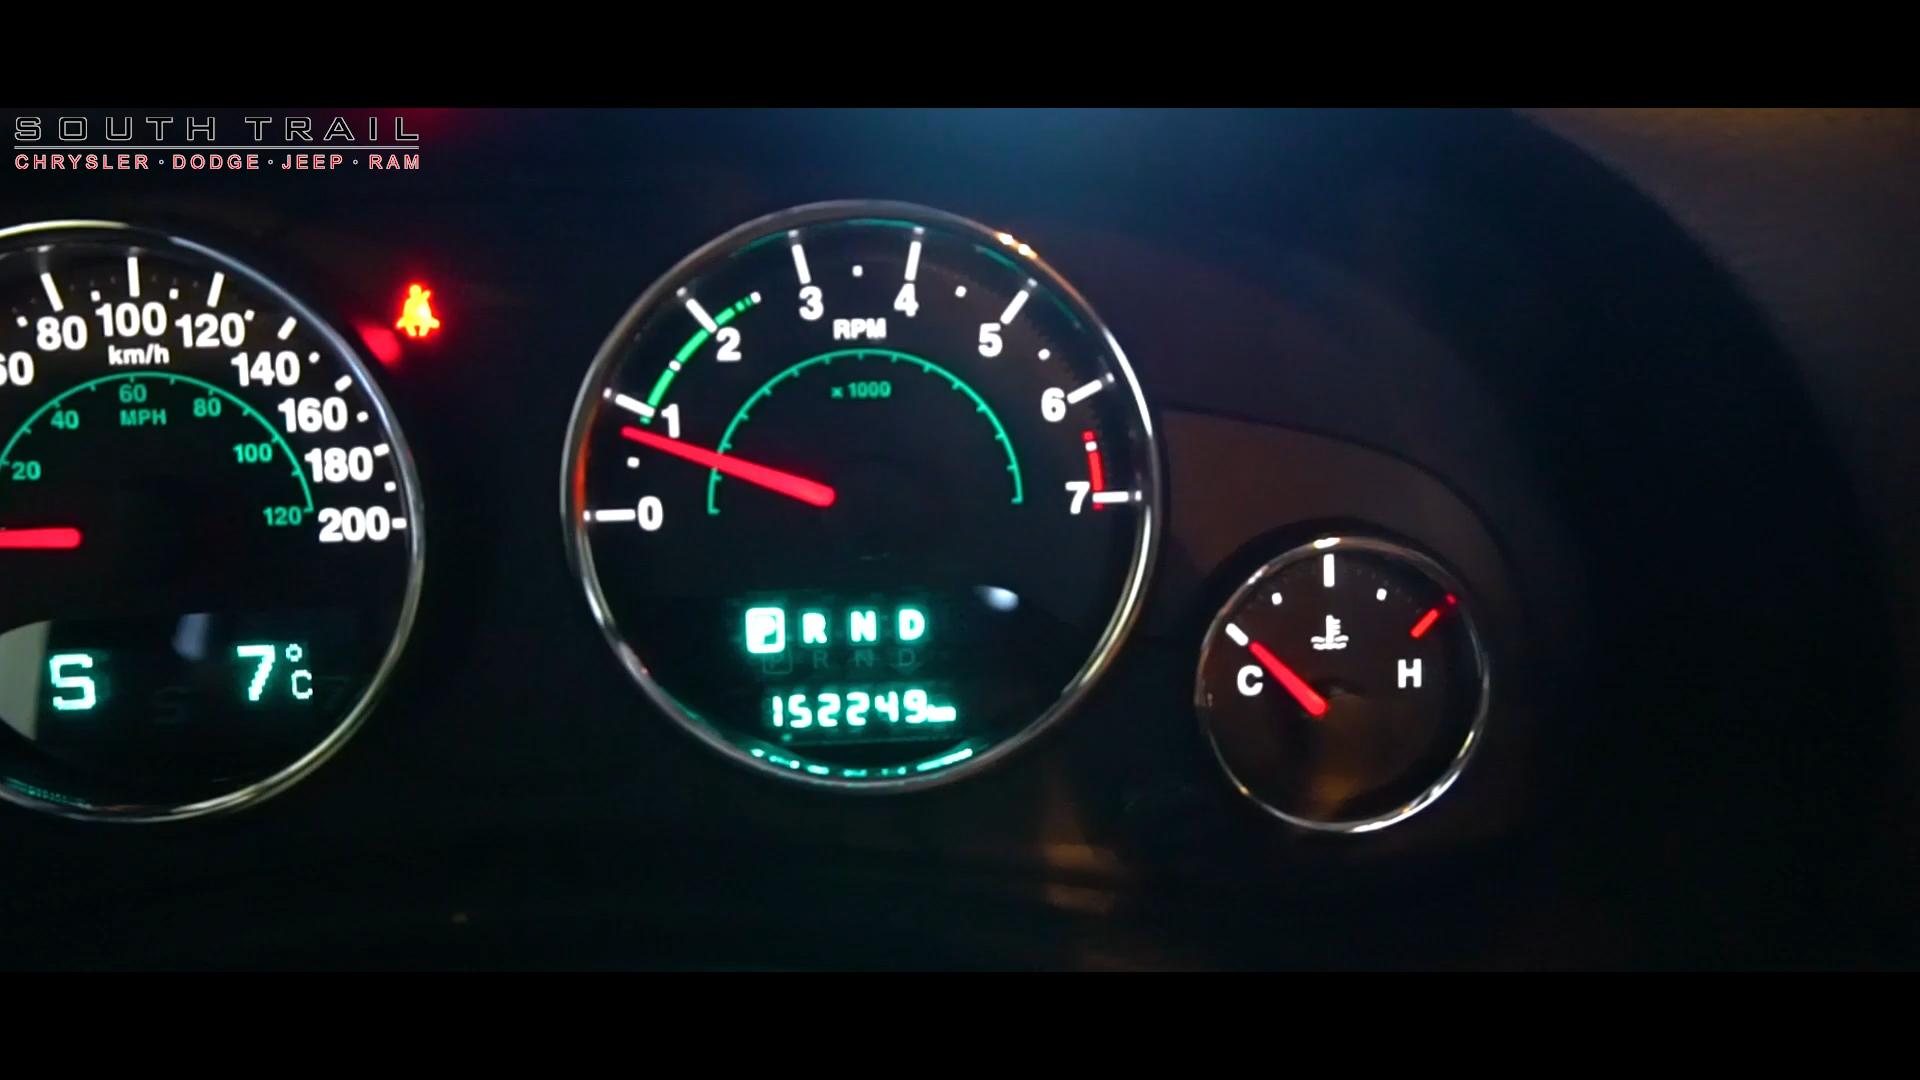 SOUTH TRAIL
CHRYSLER · DODGE · JEEP · RAM
80 100 120 140 160 180 200
km/h
20 40 60 80 100 120
MPH
S 7°C
0 1 2 3 4 5 6 7
RPM
x 1000
P R N D
152249 km
C H